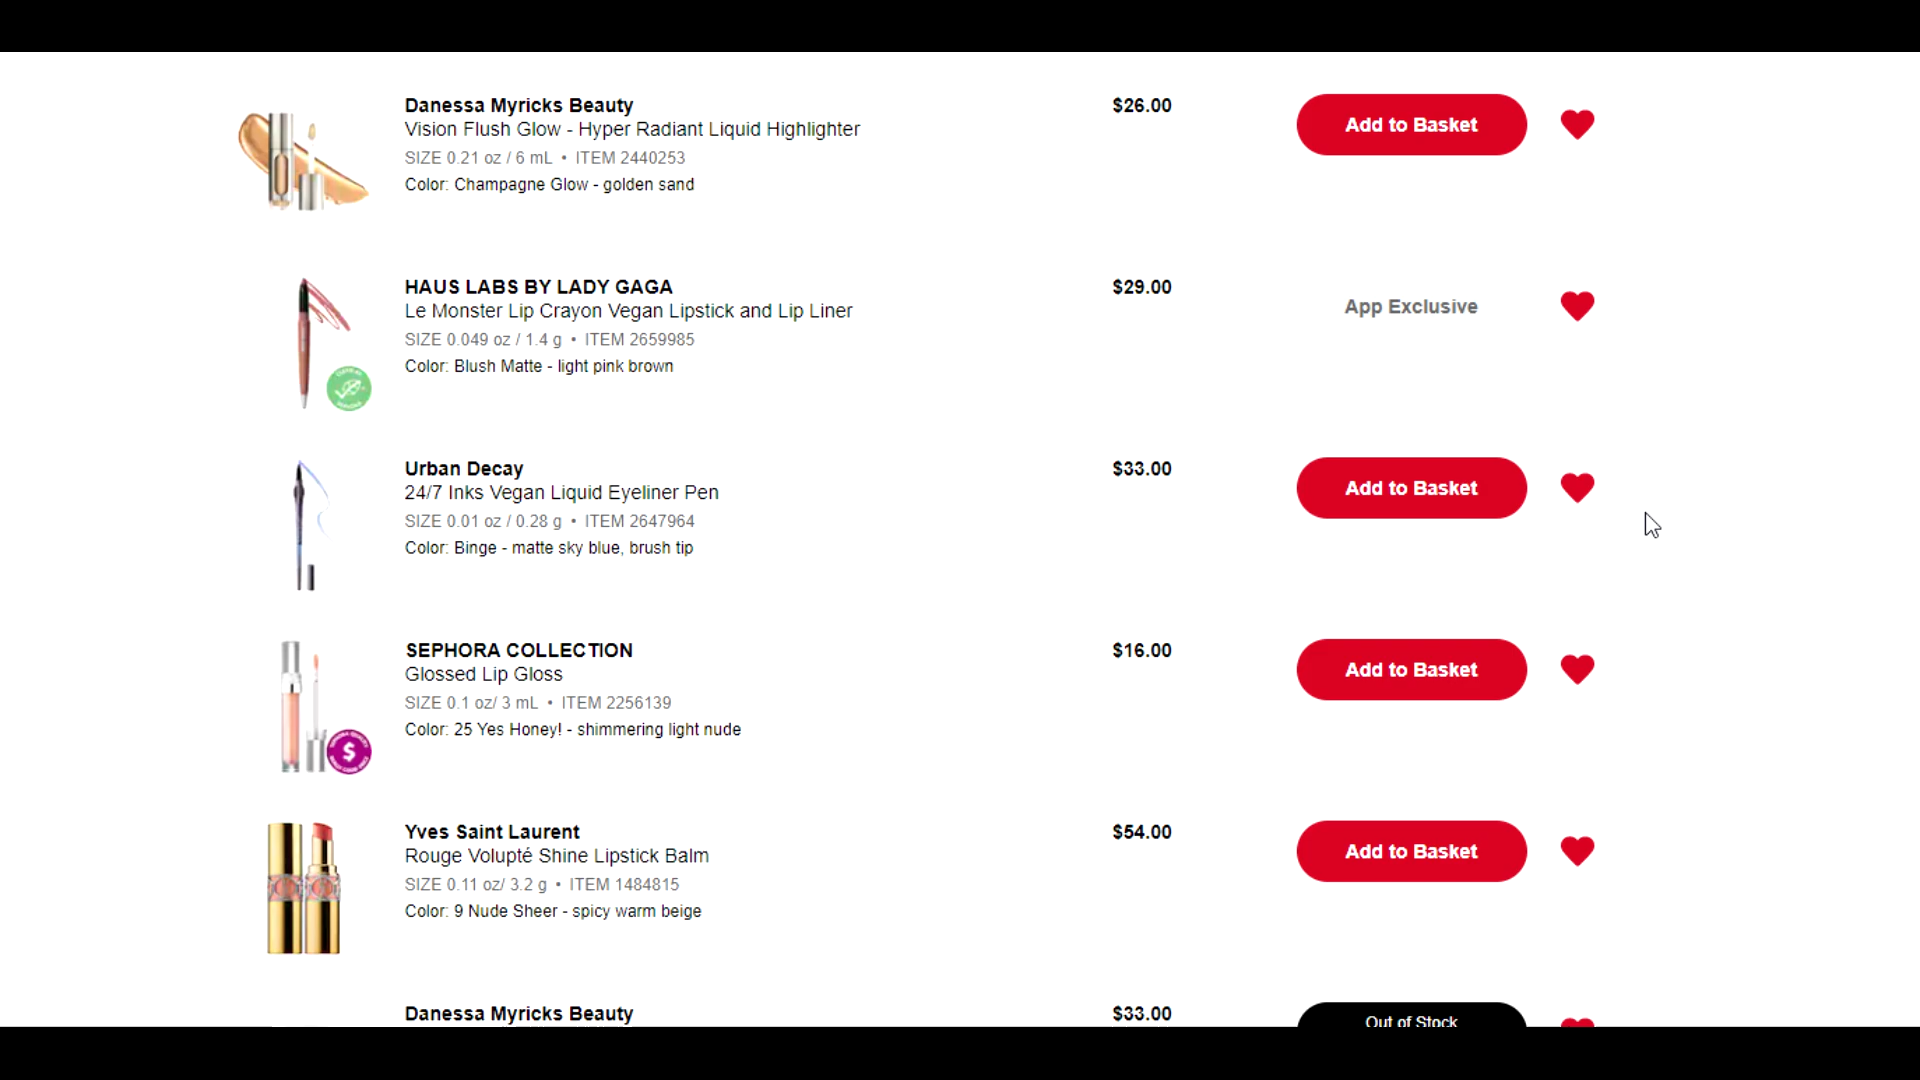 Danessa Myricks Beauty
Vision Flush Glow - Hyper Radiant Liquid Highlighter
SIZE 0.21 oz / 6 mL • ITEM 2440253
Color: Champagne Glow - golden sand
$26.00
Add to Basket
HAUS LABS BY LADY GAGA
Le Monster Lip Crayon Vegan Lipstick and Lip Liner
SIZE 0.049 oz / 1.4 g • ITEM 2659985
Color: Blush Matte - light pink brown
$29.00
App Exclusive
Urban Decay
24/7 Inks Vegan Liquid Eyeliner Pen
SIZE 0.01 oz / 0.28 g • ITEM 2647964
Color: Binge - matte sky blue, brush tip
$33.00
Add to Basket
SEPHORA COLLECTION
Glossed Lip Gloss
SIZE 0.1 oz/ 3 mL • ITEM 2256139
Color: 25 Yes Honey! - shimmering light nude
$16.00
Add to Basket
$
Yves Saint Laurent
Rouge Volupté Shine Lipstick Balm
SIZE 0.11 oz/ 3.2 g • ITEM 1484815
Color: 9 Nude Sheer - spicy warm beige
$54.00
Add to Basket
Danessa Myricks Beauty
$33.00
Out of Stock